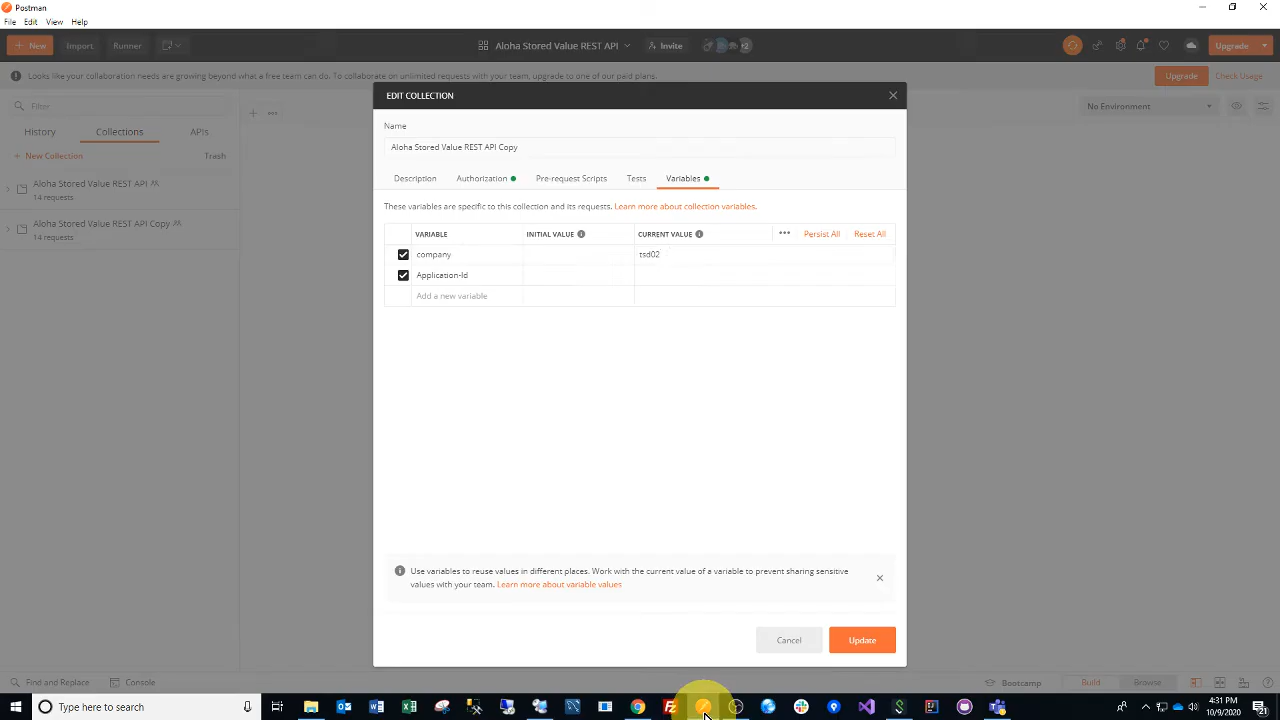 Postman
File Edit View Help
New Import Runner Aloha Stored Value REST API Invite +2 Upgrade
Looks like your collaboration needs are growing beyond what a free team can do. To collaborate on unlimited requests with your team, upgrade to one of our paid plans. Upgrade Check Usage
Filter
No Environment
History Collections APIs
+ New Collection Trash
Aloha Stored Value REST API
14 requests
Aloha Stored Value REST API Copy
14 requests
EDIT COLLECTION
Name
Aloha Stored Value REST API Copy
Description Authorization Pre-request Scripts Tests Variables
These variables are specific to this collection and its requests. Learn more about collection variables.
VARIABLE INITIAL VALUE CURRENT VALUE Persist All Reset All
company tsd02
Application-Id
Add a new variable
Use variables to reuse values in different places. Work with the current value of a variable to prevent sharing sensitive
values with your team. Learn more about variable values
Cancel Update
Find and Replace Console Bootcamp Build Browse
Type here to search
4:31 PM
10/9/2020